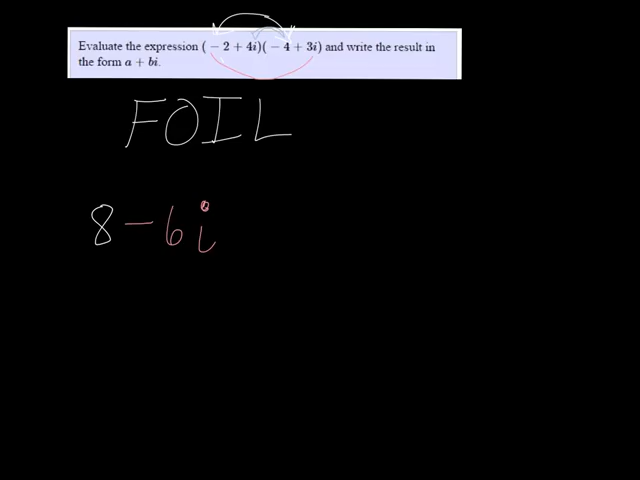 Evaluate the expression (−2 + 4i)(−4 + 3i) and write the result in
the form a + bi.
FOIL
8 − 6i